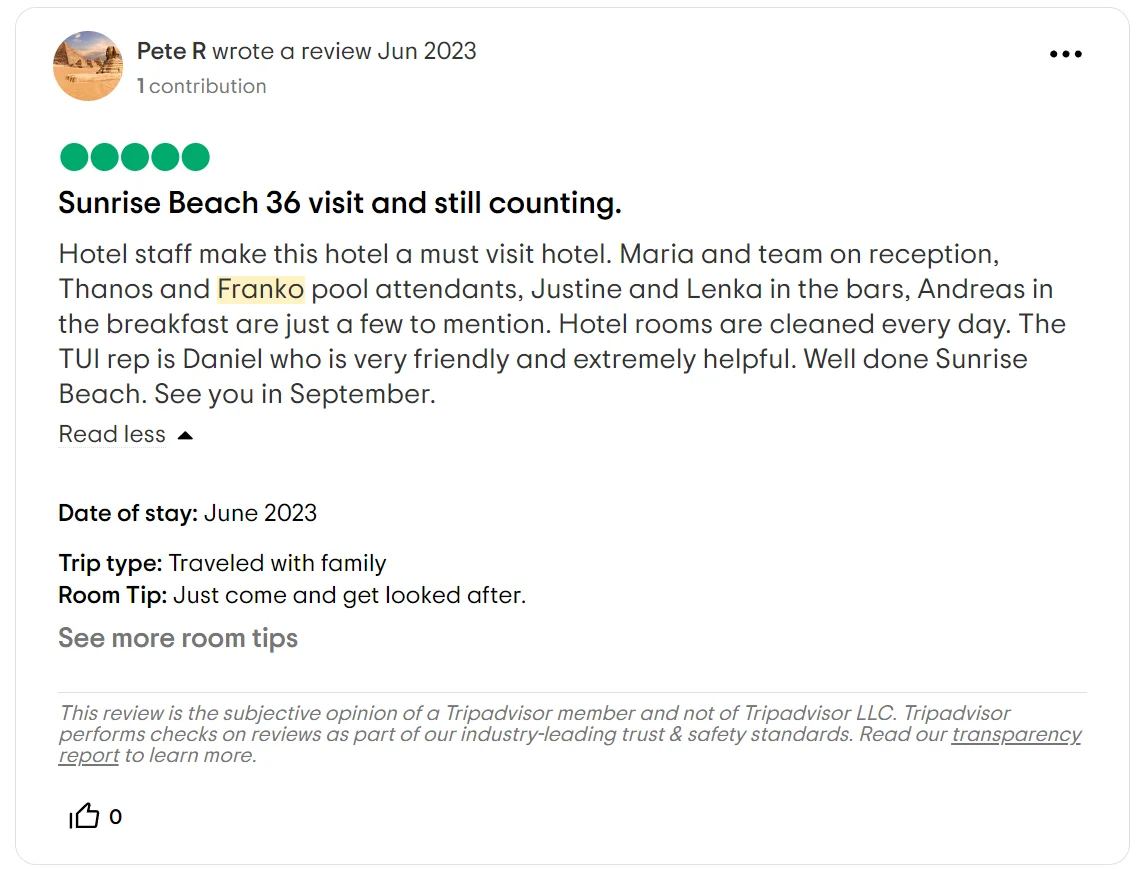 Pete R wrote a review Jun 2023
1 contribution
Sunrise Beach 36 visit and still counting.
Hotel staff make this hotel a must visit hotel. Maria and team on reception,
Thanos and Franko pool attendants, Justine and Lenka in the bars, Andreas in
the breakfast are just a few to mention. Hotel rooms are cleaned every day. The
TUI rep is Daniel who is very friendly and extremely helpful. Well done Sunrise
Beach. See you in September.
Read less
Date of stay: June 2023
Trip type: Traveled with family
Room Tip: Just come and get looked after.
See more room tips
This review is the subjective opinion of a Tripadvisor member and not of Tripadvisor LLC. Tripadvisor
performs checks on reviews as part of our industry-leading trust & safety standards. Read our transparency
report to learn more.
0